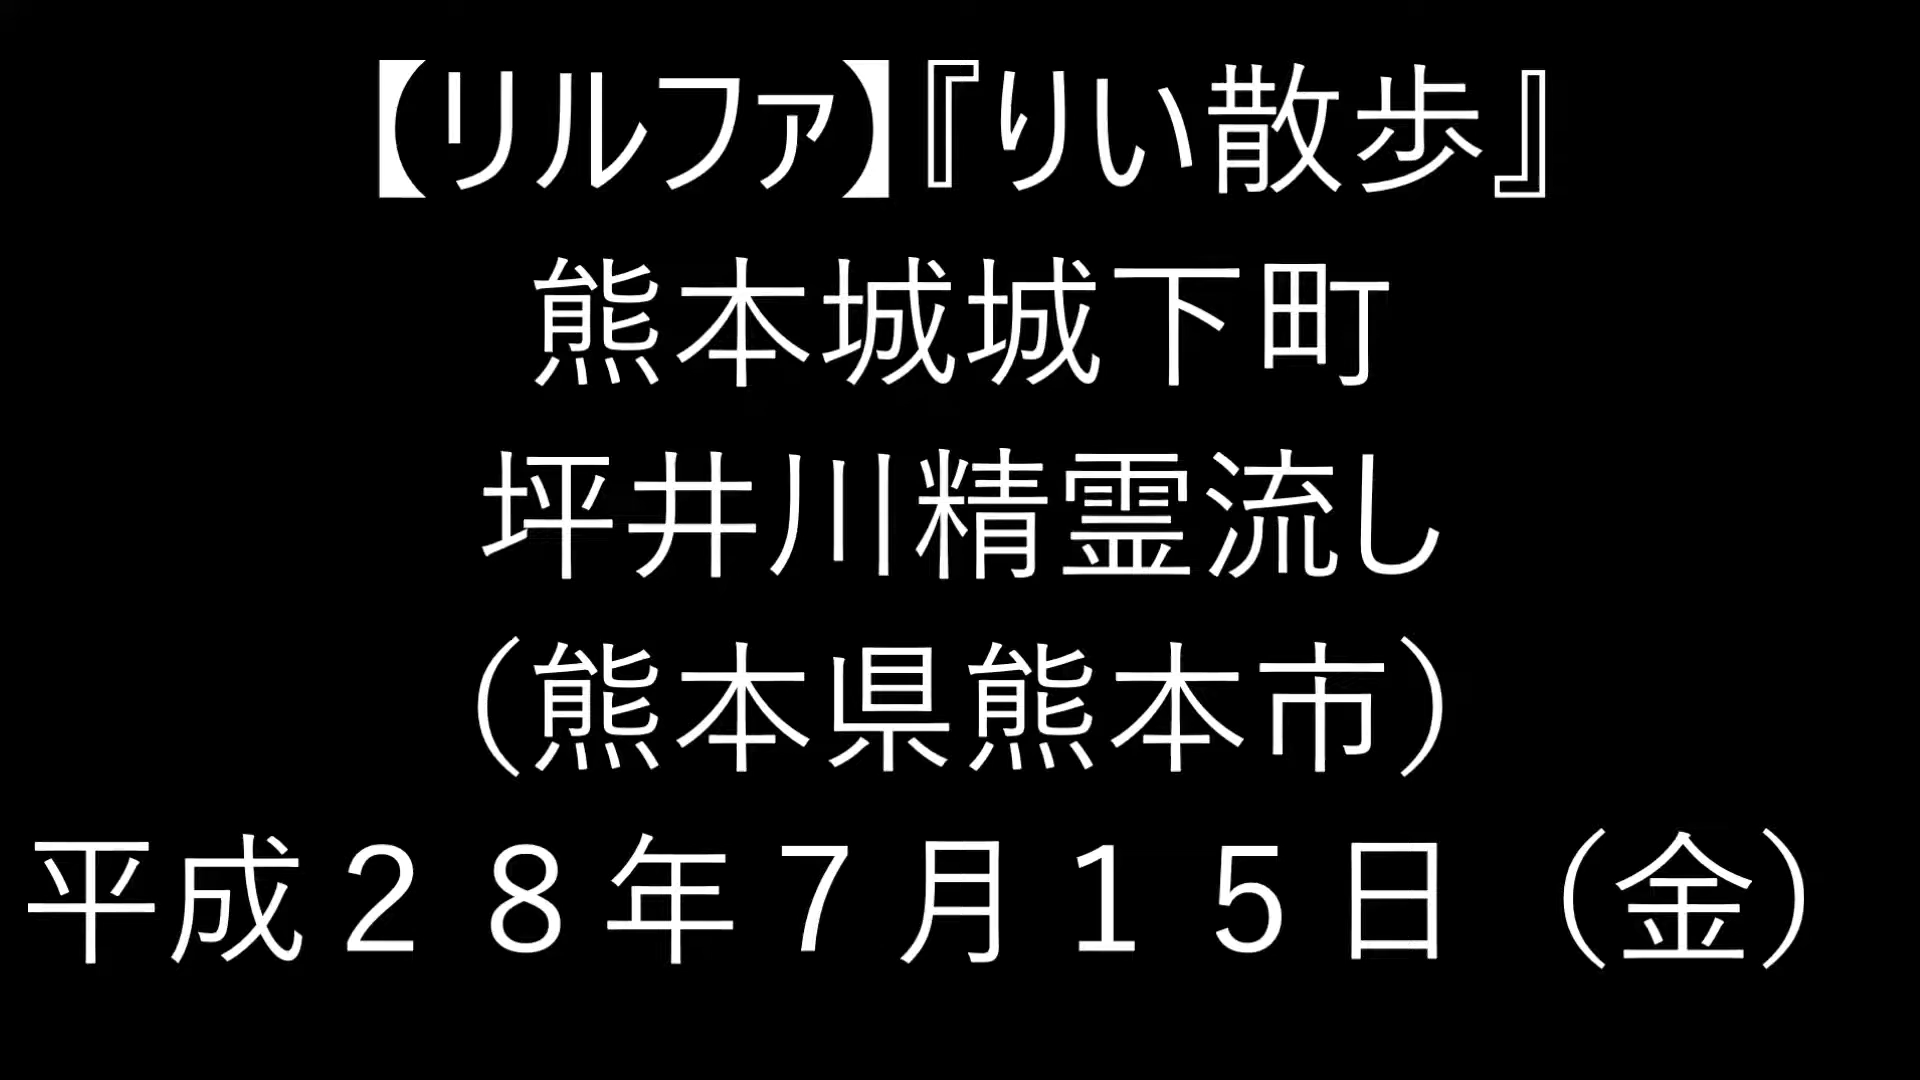 【リルファ】『りい散歩』
熊本城城下町
坪井川精霊流し
（熊本県熊本市）
平成２８年７月１５日（金）